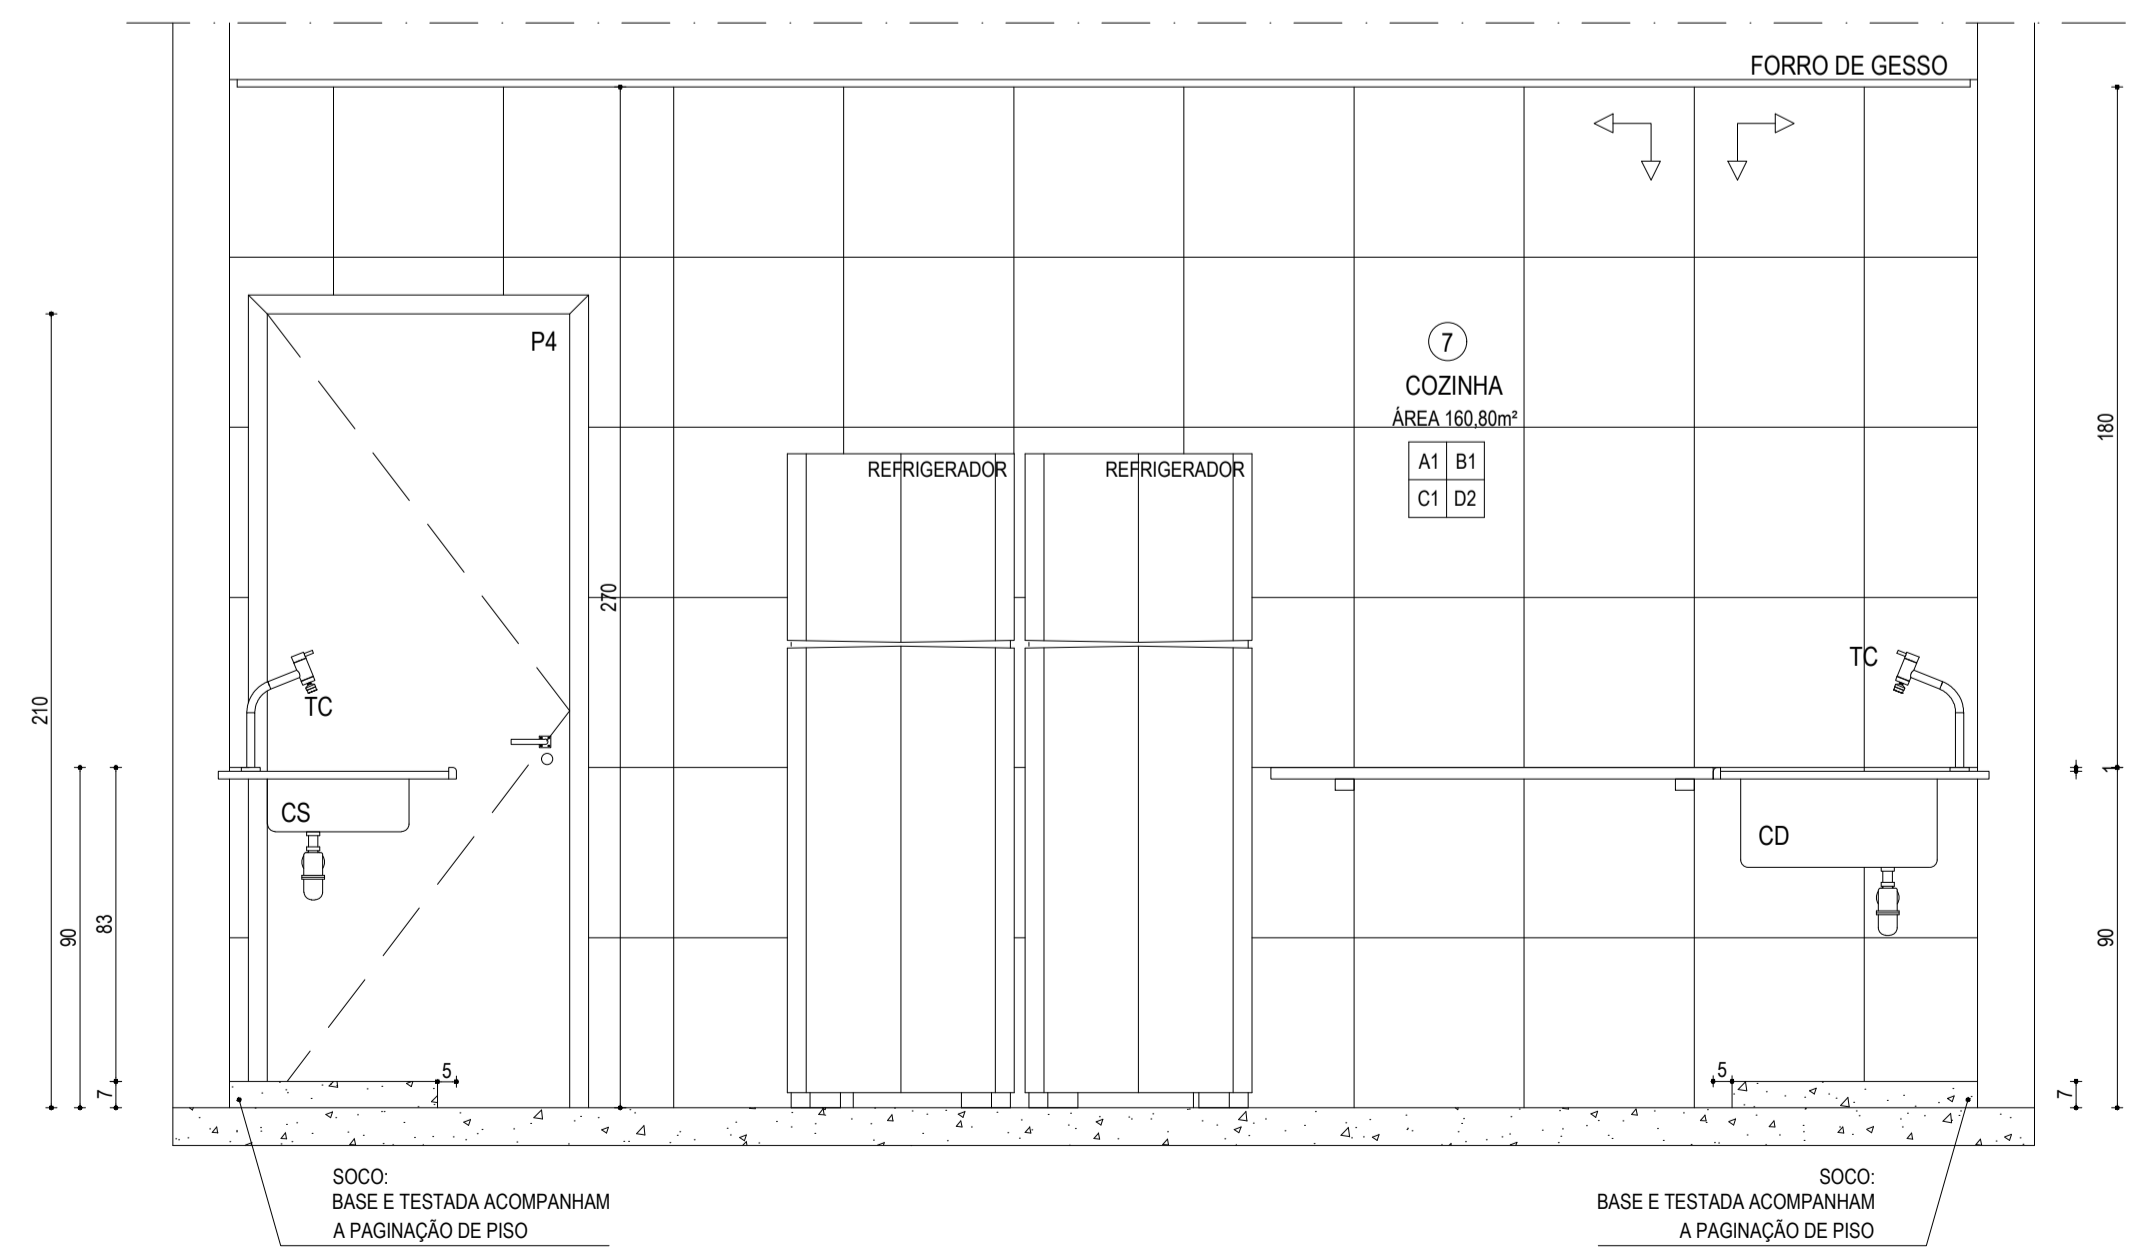 FORRO DE GESSO
P4
7
COZINHA
ÁREA 160,80m²
A1 B1
C1 D2
REFRIGERADOR
REFRIGERADOR
180
270
210
TC
TC
1
CS
CD
90
83
90
5
5
7
7
SOCO:
BASE E TESTADA ACOMPANHAM
A PAGINAÇÃO DE PISO
SOCO:
BASE E TESTADA ACOMPANHAM
A PAGINAÇÃO DE PISO